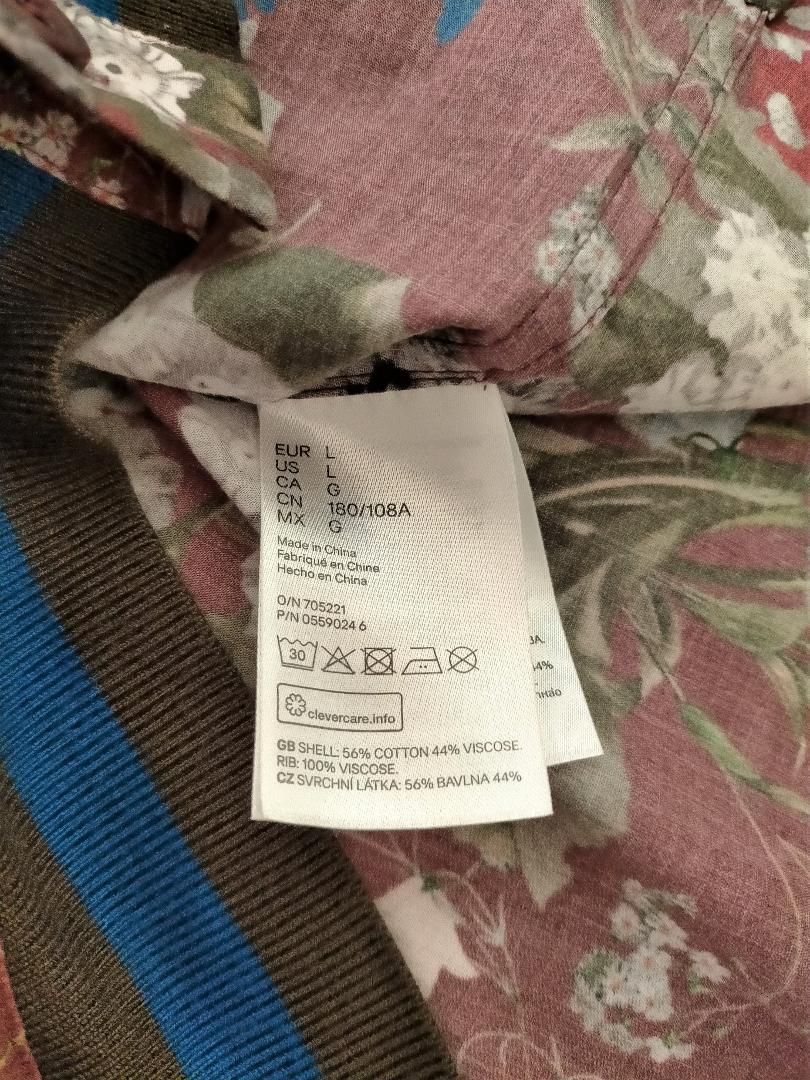 EUR L
US L
CA G
CN 180/108A
MX G
Made in China
Fabriqué en Chine
Hecho en China
O/N 705221
P/N 0559024 6
30
clevercare.info
GB SHELL: 56% COTTON 44% VISCOSE.
RIB: 100% VISCOSE.
CZ SVRCHNÍ LÁTKA: 56% BAVLNA 44%